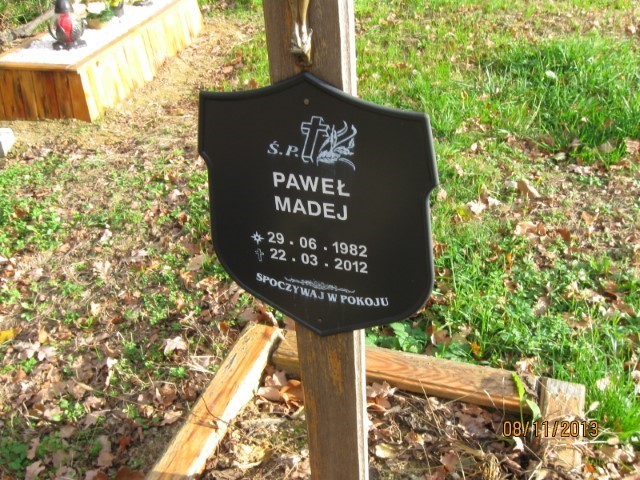 Ś.P.
PAWEŁ
MADEJ
29.06.1982
22.03.2012
SPOCZYWAJ W POKOJU
08/11/2013